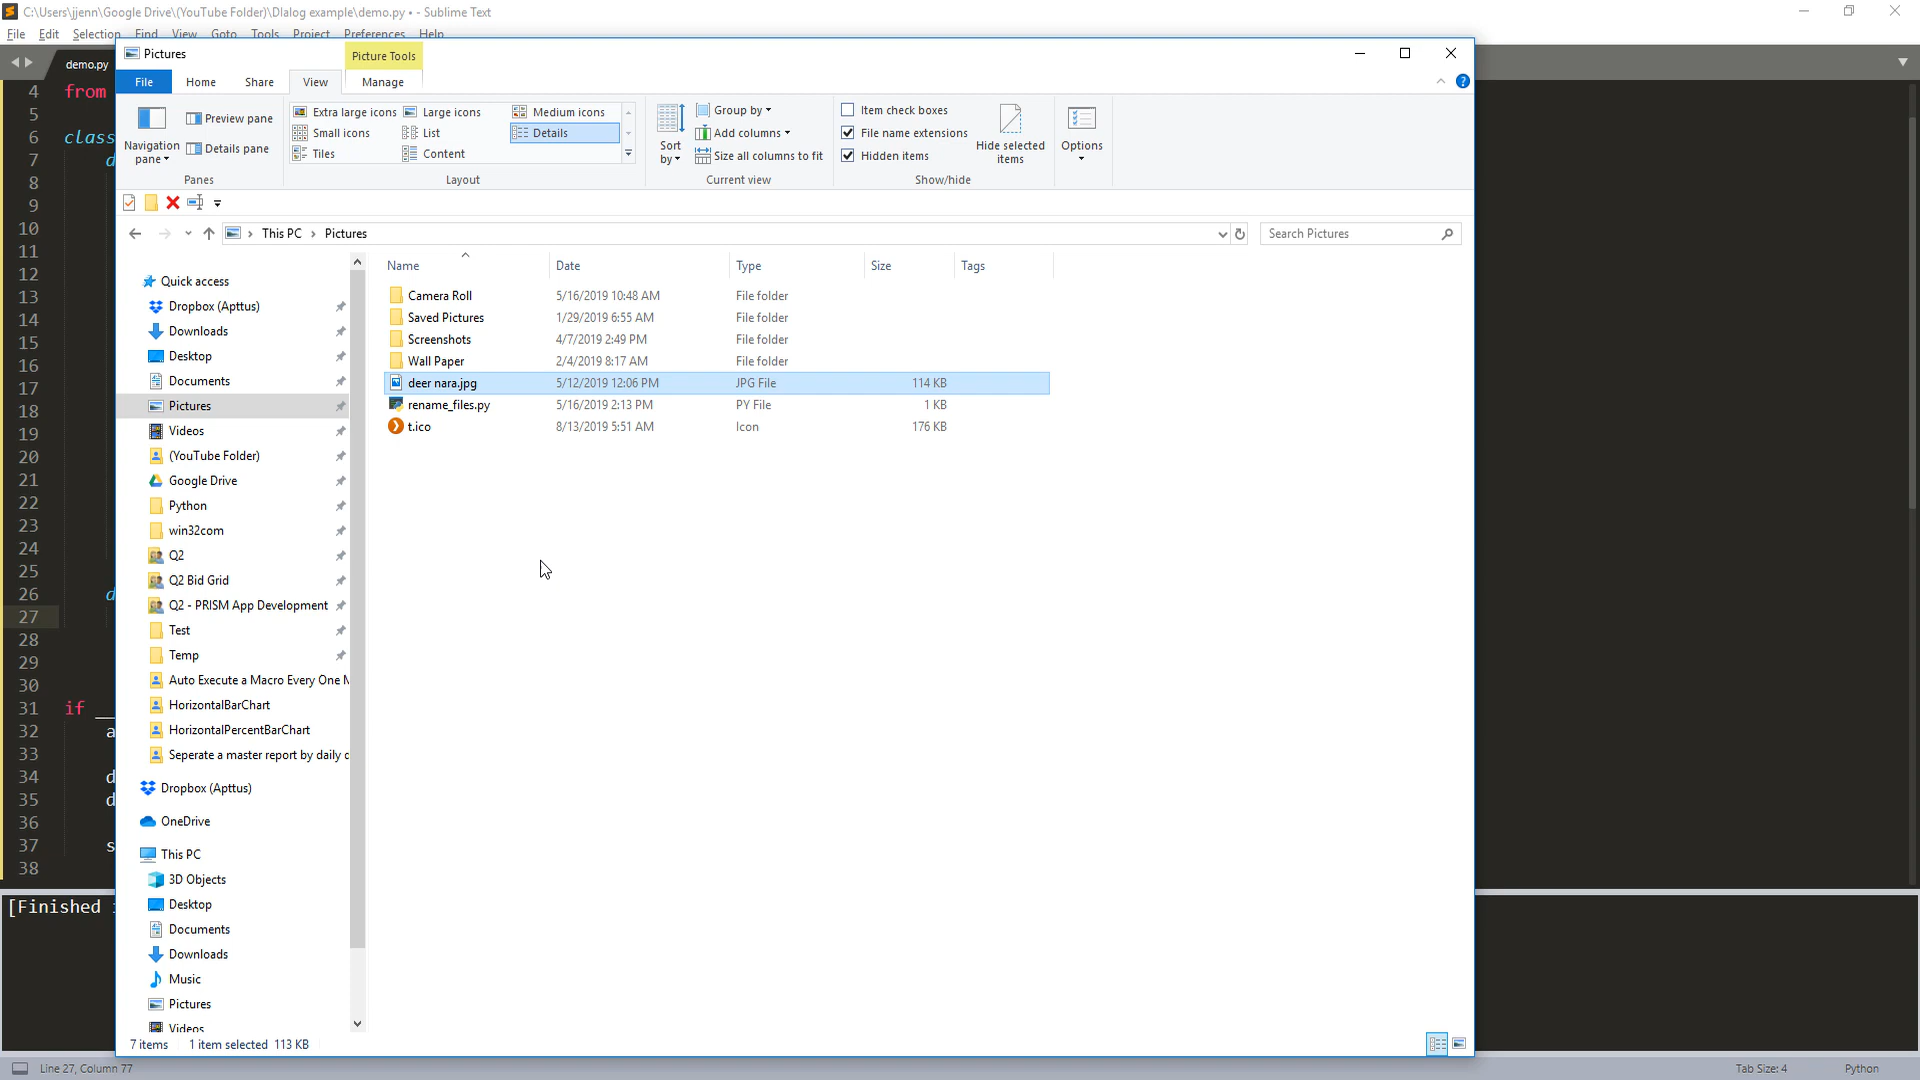 C:\Users\jjenn\Google Drive\(YouTube Folder)\DIalog example\demo.py • - Sublime Text
File Edit Selection Find View Goto Tools Project Preferences Help
demo.py
Pictures
Picture Tools
File Home Share View Manage
Navigation pane
Preview pane
Details pane
Panes
Extra large icons Large icons Medium icons
Small icons List Details
Tiles Content
Layout
Sort by
Group by
Add columns
Size all columns to fit
Current view
Item check boxes
File name extensions
Hidden items
Hide selected items
Show/hide
Options
This PC > Pictures
Search Pictures
Name Date Type Size Tags
Camera Roll 5/16/2019 10:48 AM File folder
Saved Pictures 1/29/2019 6:55 AM File folder
Screenshots 4/7/2019 2:49 PM File folder
Wall Paper 2/4/2019 8:17 AM File folder
deer nara.jpg 5/12/2019 12:06 PM JPG File 114 KB
rename_files.py 5/16/2019 2:13 PM PY File 1 KB
t.ico 8/13/2019 5:51 AM Icon 176 KB
Quick access
Dropbox (Apttus)
Downloads
Desktop
Documents
Pictures
Videos
(YouTube Folder)
Google Drive
Python
win32com
Q2
Q2 Bid Grid
Q2 - PRISM App Development
Test
Temp
Auto Execute a Macro Every One M
HorizontalBarChart
HorizontalPercentBarChart
Seperate a master report by daily c
Dropbox (Apttus)
OneDrive
This PC
3D Objects
Desktop
Documents
Downloads
Music
Pictures
Videos
7 items 1 item selected 113 KB
4 from
5
6 class
7 d
8
9
10
11
12
13
14
15
16
17
18
19
20
21
22
23
24
25
26 d
27
28
29
30
31 if __
32 a
33
34 d
35 d
36
37 s
38
[Finished
Line 27, Column 77
Tab Size: 4 Python